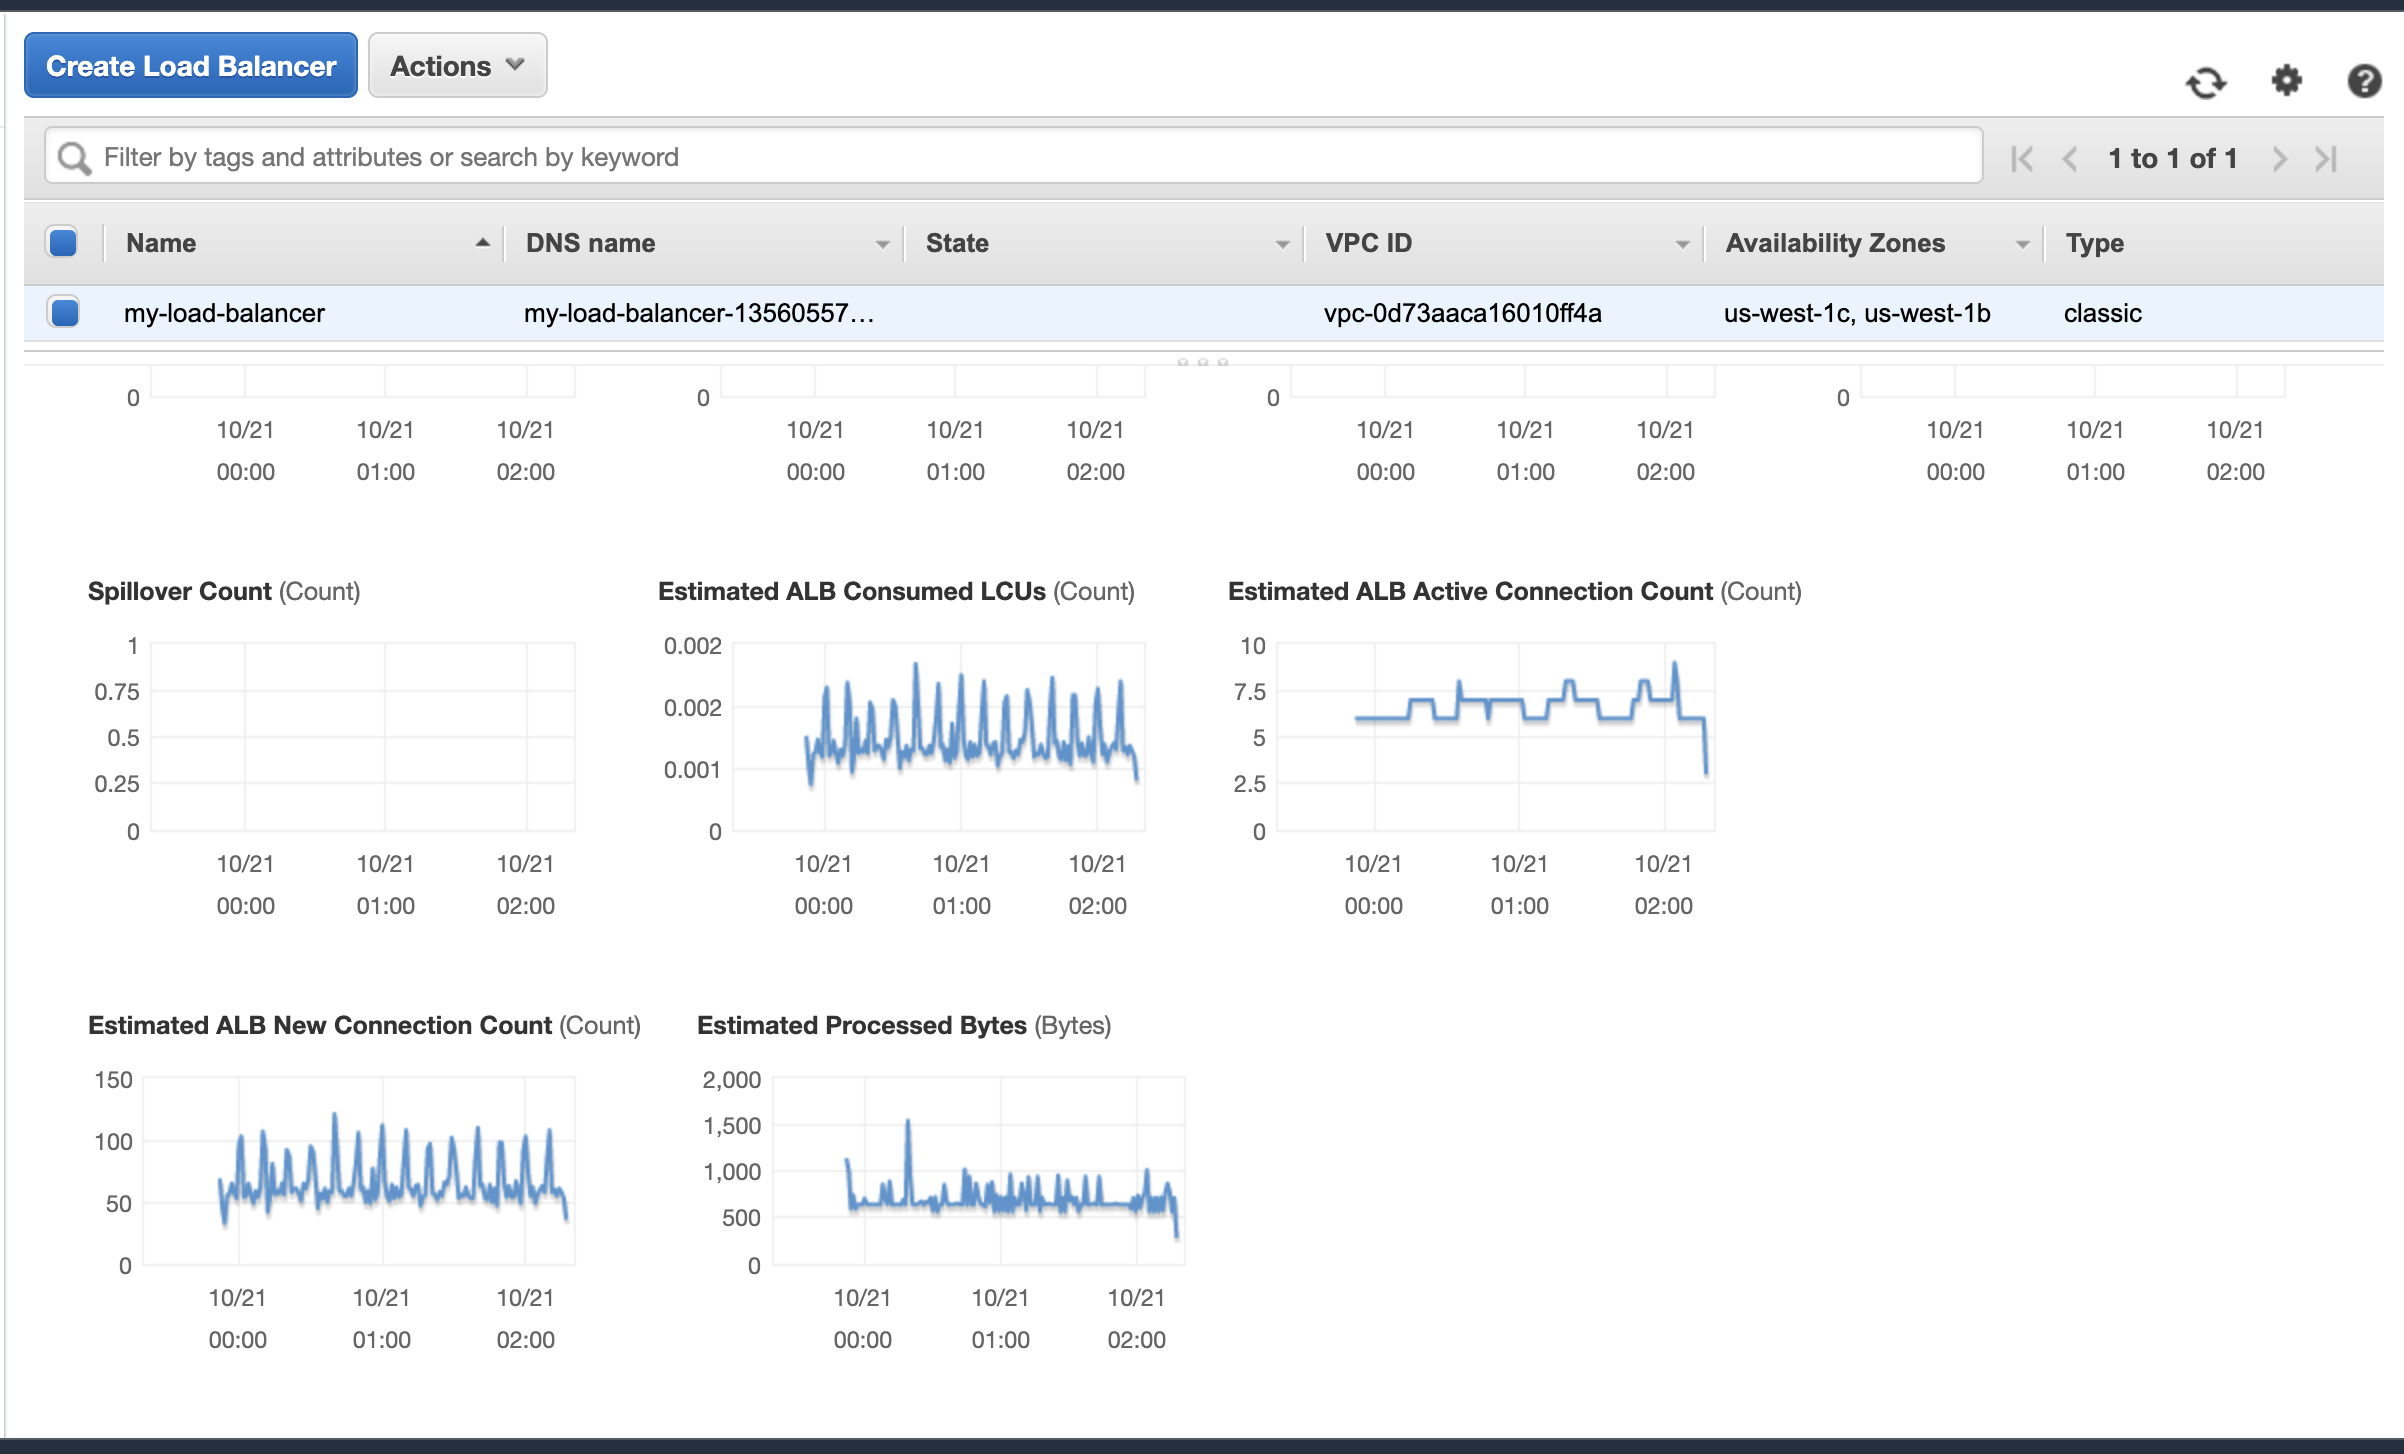 Create Load Balancer Actions
Filter by tags and attributes or search by keyword 1 to 1 of 1
Name DNS name State VPC ID Availability Zones Type
my-load-balancer my-load-balancer-13560557… vpc-0d73aaca16010ff4a us-west-1c, us-west-1b classic
0 0 0 0
10/21 10/21 10/21 10/21 10/21 10/21 10/21 10/21 10/21 10/21 10/21 10/21
00:00 01:00 02:00 00:00 01:00 02:00 00:00 01:00 02:00 00:00 01:00 02:00
Spillover Count (Count)
1
0.75
0.5
0.25
0
10/21 10/21 10/21
00:00 01:00 02:00
Estimated ALB Consumed LCUs (Count)
0.002
0.002
0.001
0
10/21 10/21 10/21
00:00 01:00 02:00
Estimated ALB Active Connection Count (Count)
10
7.5
5
2.5
0
10/21 10/21 10/21
00:00 01:00 02:00
Estimated ALB New Connection Count (Count)
150
100
50
0
10/21 10/21 10/21
00:00 01:00 02:00
Estimated Processed Bytes (Bytes)
2,000
1,500
1,000
500
0
10/21 10/21 10/21
00:00 01:00 02:00